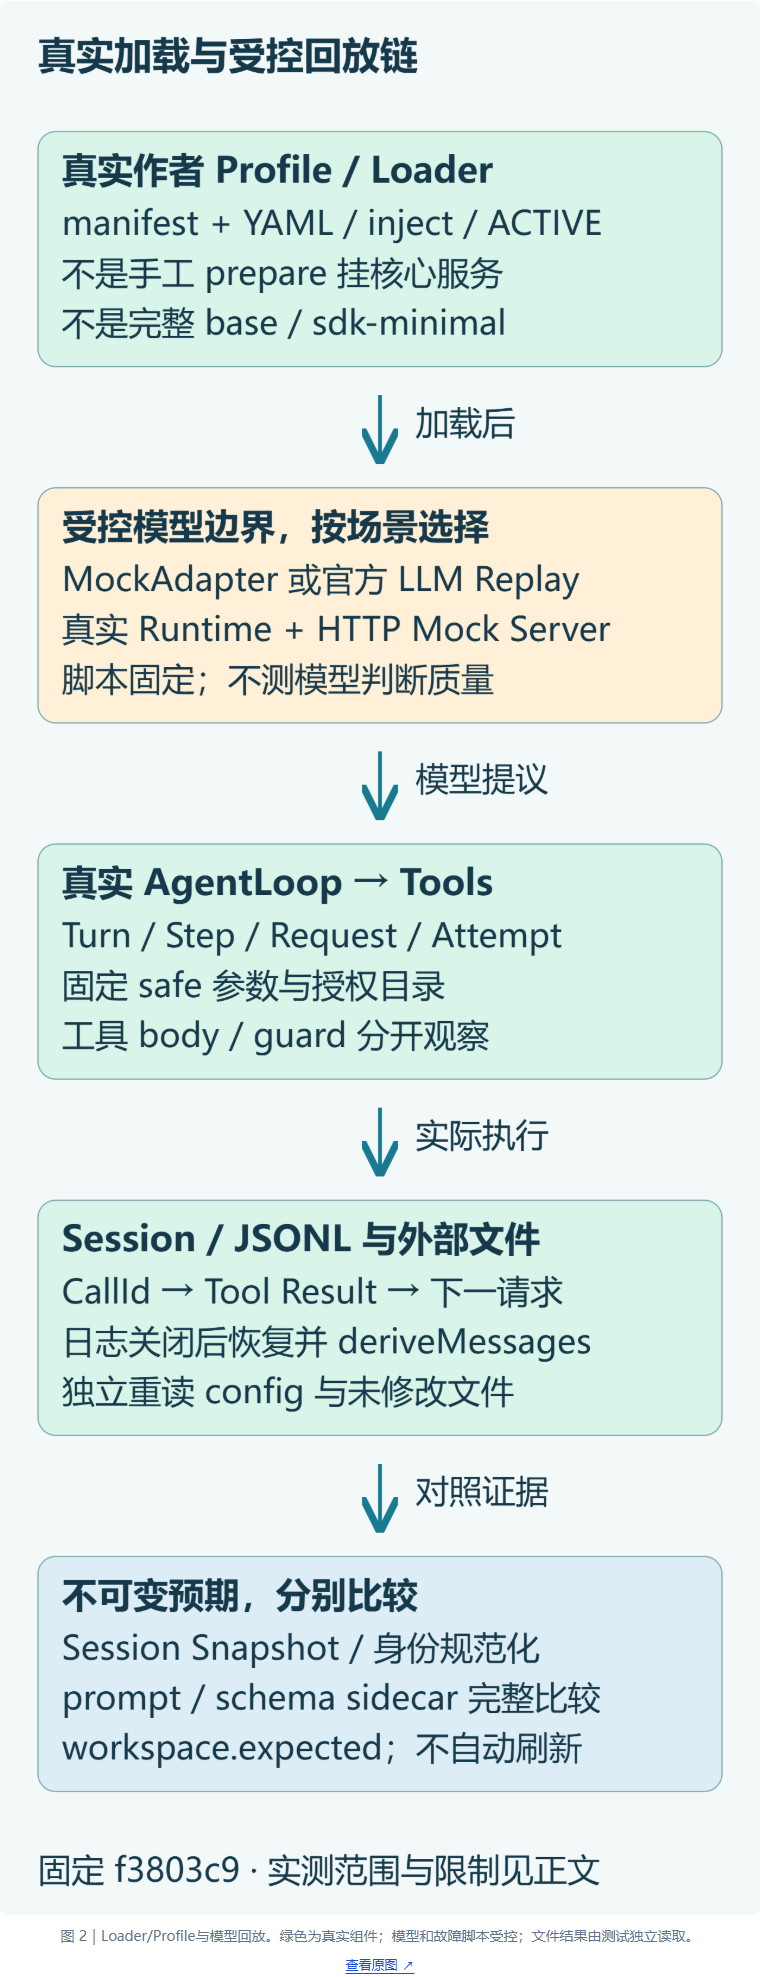 真实加载与受控回放链
真实作者 Profile / Loader
manifest + YAML / inject / ACTIVE
不是手工 prepare 挂核心服务
不是完整 base / sdk-minimal
加载后
受控模型边界，按场景选择
MockAdapter 或官方 LLM Replay
真实 Runtime + HTTP Mock Server
脚本固定；不测模型判断质量
模型提议
真实 AgentLoop → Tools
Turn / Step / Request / Attempt
固定 safe 参数与授权目录
工具 body / guard 分开观察
实际执行
Session / JSONL 与外部文件
CallId → Tool Result → 下一请求
日志关闭后恢复并 deriveMessages
独立重读 config 与未修改文件
对照证据
不可变预期，分别比较
Session Snapshot / 身份规范化
prompt / schema sidecar 完整比较
workspace.expected；不自动刷新
固定 f3803c9 · 实测范围与限制见正文
图 2｜Loader/Profile与模型回放。绿色为真实组件；模型和故障脚本受控；文件结果由测试独立读取。
查看原图 ↗